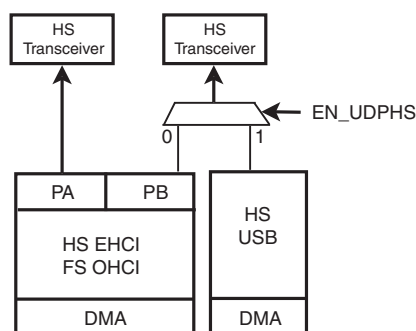 HS
Transceiver
HS
Transceiver
EN_UDPHS
0
1
PA
PB
HS EHCI
FS OHCI
HS
USB
DMA
DMA